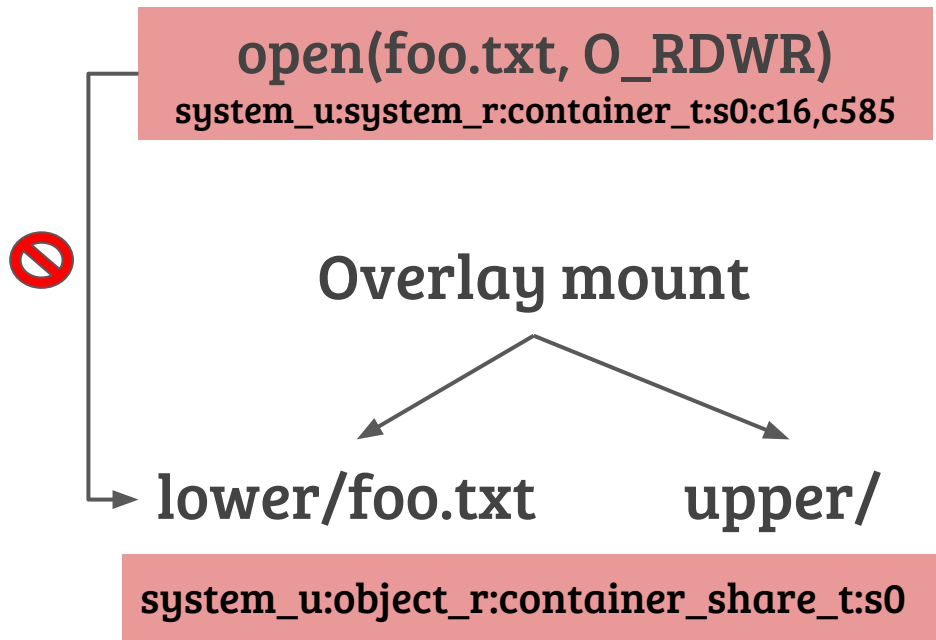 open(foo.txt, O_RDWR)
system_u:system_r:container_t:s0:c16,c585
Overlay mount
lower/foo.txt
upper/
system_u:object_r:container_share_t:s0